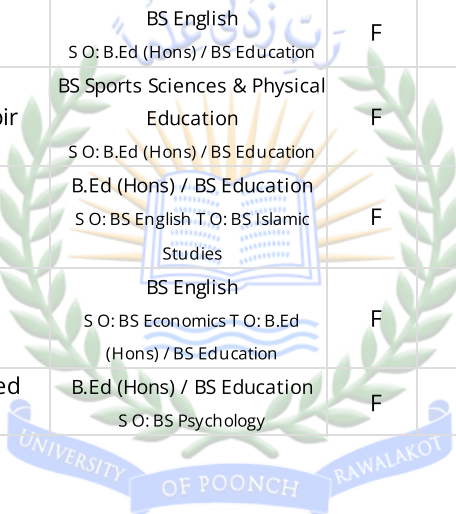 رَبِّ زِدْنِي عِلْمًا
BS English
F
S O: B.Ed (Hons) / BS Education
BS Sports Sciences & Physical
oir
Education
F
S O: B.Ed (Hons) / BS Education
B.Ed (Hons) / BS Education
S O: BS English T O: BS Islamic
F
Studies
BS English
S O: BS Economics T O: B.Ed
F
(Hons) / BS Education
ed
B.Ed (Hons) / BS Education
F
S O: BS Psychology
UNIVERSITY OF POONCH RAWALAKOT